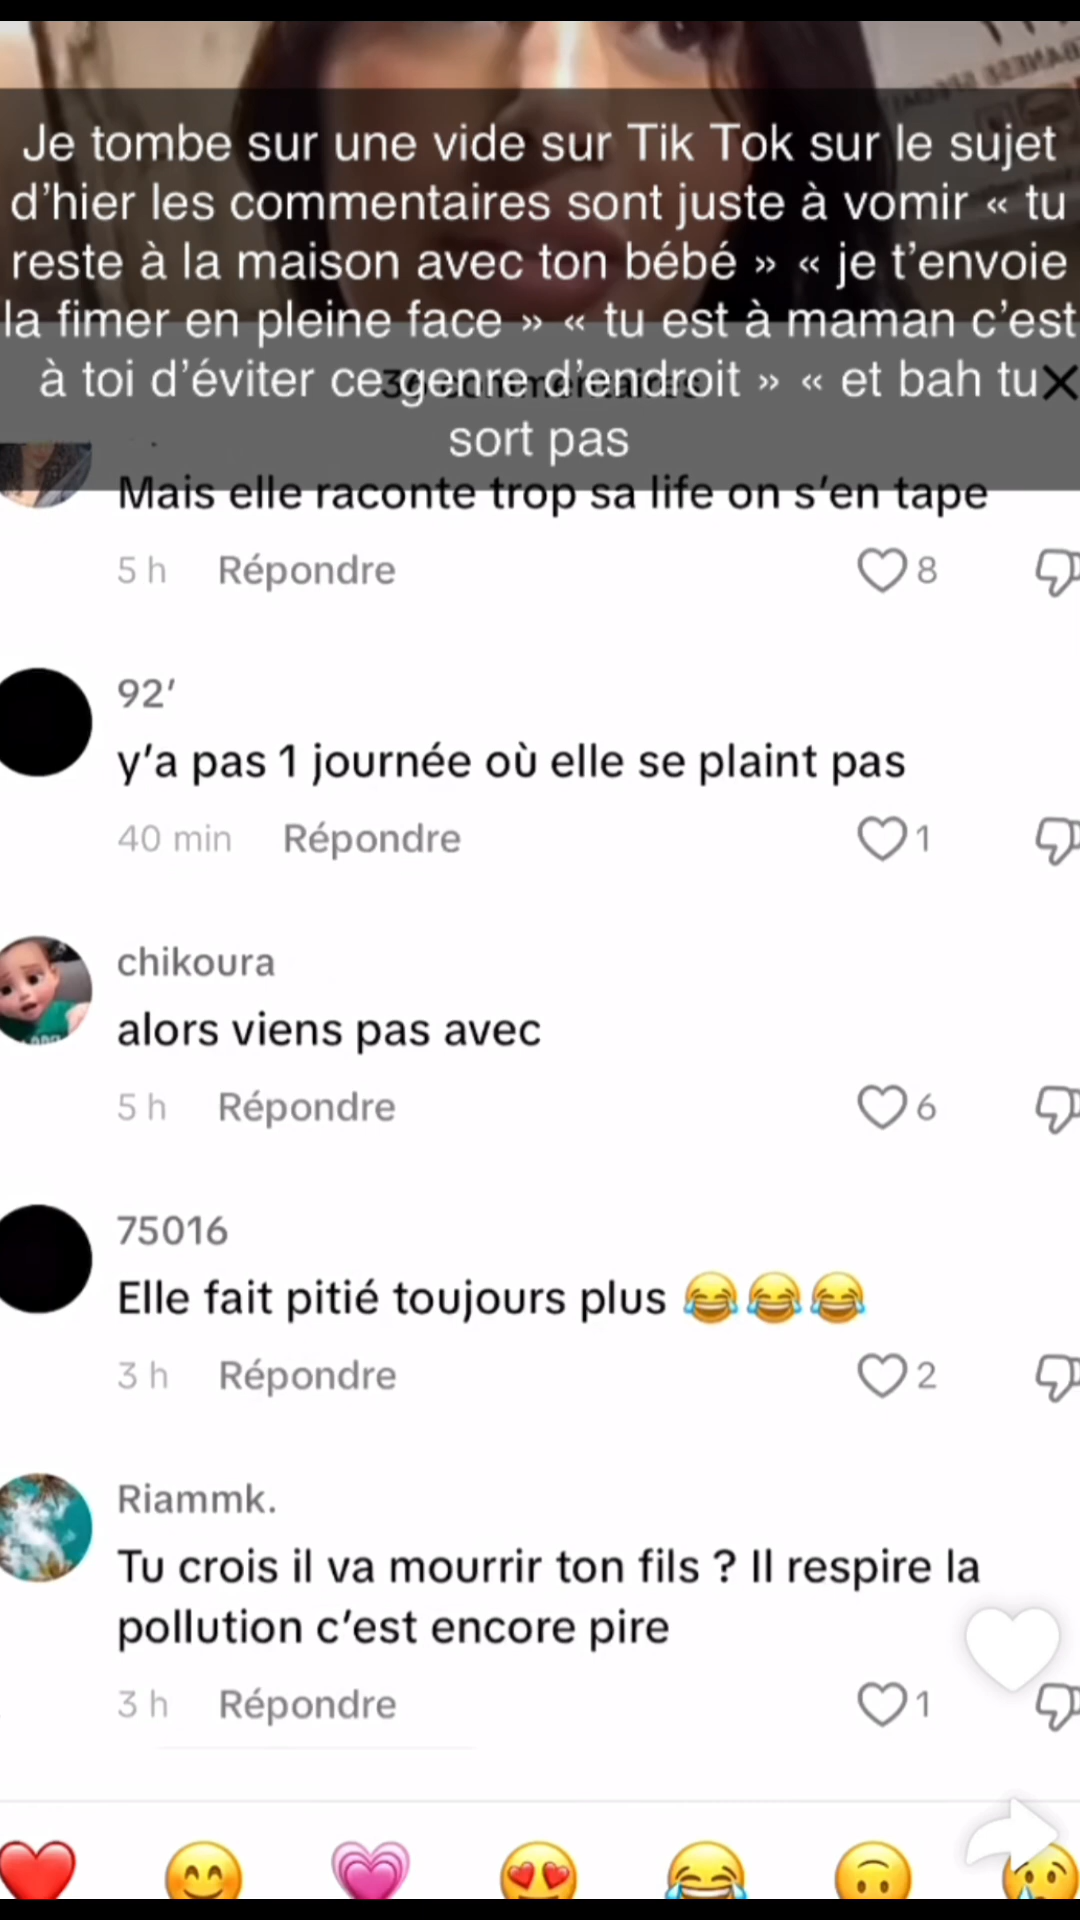 Je tombe sur une vide sur Tik Tok sur le sujet
d'hier les commentaires sont juste à vomir « tu
reste à la maison avec ton bébé » « je t'envoie
la fimer en pleine face » « tu est à maman c'est
à toi d'éviter ce genre d'endroit » « et bah tu
sort pas
Mais elle raconte trop sa life on s'en tape
5 h Répondre 8
92'
y'a pas 1 journée où elle se plaint pas
40 min Répondre 1
chikoura
alors viens pas avec
5 h Répondre 6
75016
Elle fait pitié toujours plus 😂😂😂
3 h Répondre 2
Riammk.
Tu crois il va mourrir ton fils ? Il respire la
pollution c'est encore pire
3 h Répondre 1